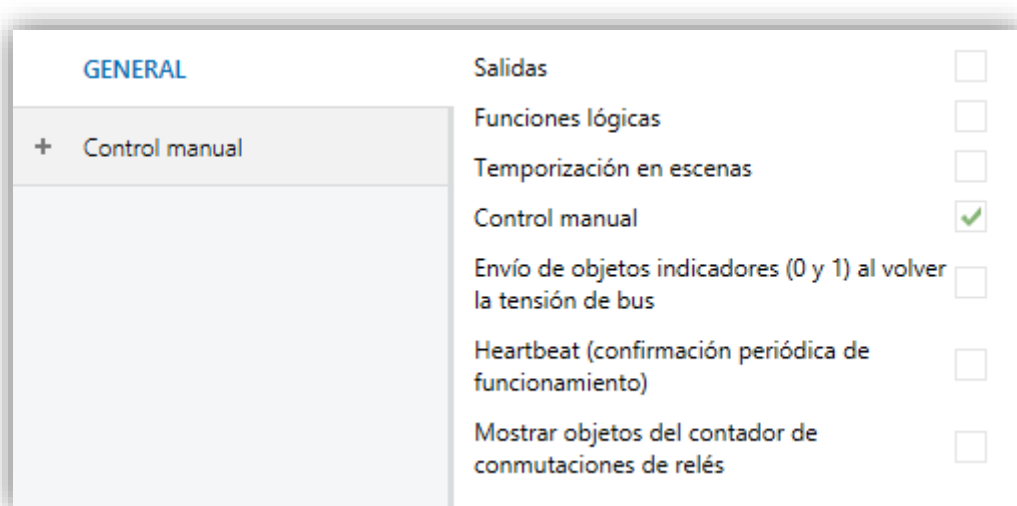 GENERAL
+ Control manual
Salidas
Funciones lógicas
Temporización en escenas
Control manual
Envío de objetos indicadores (0 y 1) al volver
la tensión de bus
Heartbeat (confirmación periódica de
funcionamiento)
Mostrar objetos del contador de
conmutaciones de relés